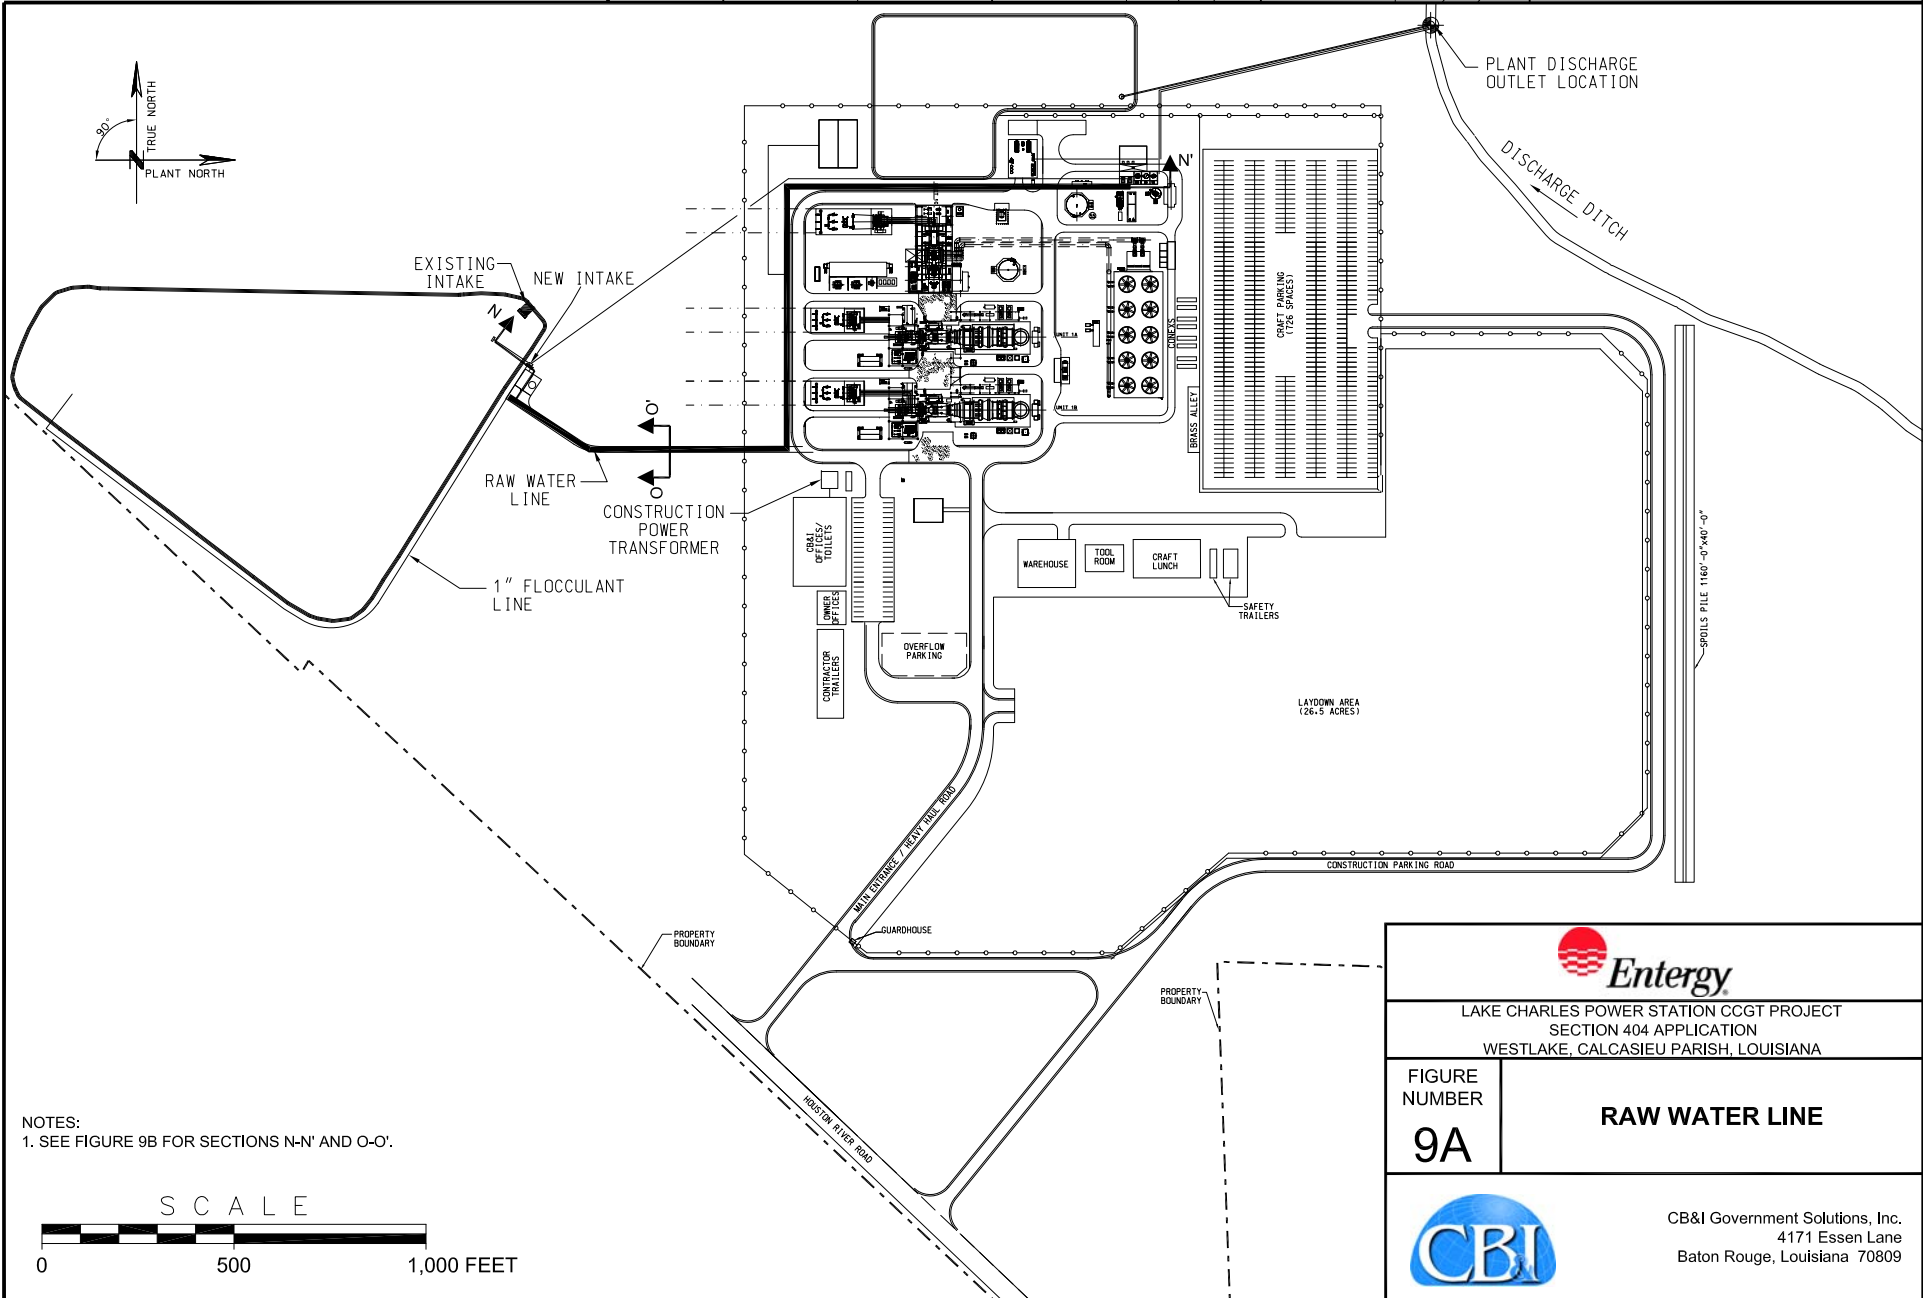 90°
TRUE NORTH
N
PLANT NORTH
PLANT DISCHARGE
OUTLET LOCATION
DISCHARGE DITCH
N'
EXISTING
INTAKE
NEW INTAKE
N
O'
O
RAW WATER
LINE
CONSTRUCTION
POWER
TRANSFORMER
1" FLOCCULANT
LINE
UNIT 1A
UNIT 1B
CONEXS
BRASS ALLEY
CRAFT PARKING
(726 SPACES)
CB&I
OFFICES/
TOILETS
OWNER
OFFICES
CONTRACTOR
TRAILERS
OVERFLOW
PARKING
WAREHOUSE
TOOL
ROOM
CRAFT
LUNCH
SAFETY
TRAILERS
SPOILS PILE 1160'-0"x40'-0"
LAYDOWN AREA
(26.5 ACRES)
MAIN ENTRANCE / HEAVY HAUL ROAD
CONSTRUCTION PARKING ROAD
GUARDHOUSE
PROPERTY
BOUNDARY
PROPERTY
BOUNDARY
HOUSTON RIVER ROAD
NOTES:
1. SEE FIGURE 9B FOR SECTIONS N-N' AND O-O'.
SCALE
0 500 1,000 FEET
Entergy®
LAKE CHARLES POWER STATION CCGT PROJECT
SECTION 404 APPLICATION
WESTLAKE, CALCASIEU PARISH, LOUISIANA
FIGURE
NUMBER
9A
RAW WATER LINE
CB&I
CB&I Government Solutions, Inc.
4171 Essen Lane
Baton Rouge, Louisiana 70809